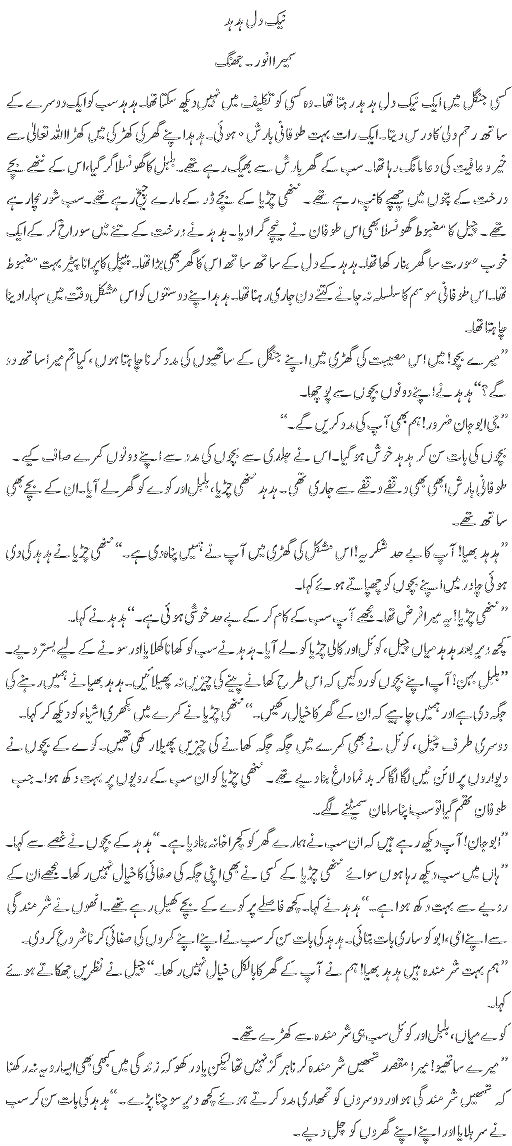 نیک دل ہدہد
سمیرا انور۔۔ جھنگ
کسی جنگل میں ایک نیک دل ہدہد رہتا تھا۔ وہ کسی کو تکلیف میں نہیں دیکھ سکتا تھا۔ ہدہد سب کو ایک دوسرے کے
ساتھ رحم دلی کا درس دیتا۔ ایک رات بہت طوفانی بارش ہوئی۔ ہدہد اپنے گھر کی کھڑکی میں کھڑا اللہ تعالیٰ سے
خیر و عافیت کی دعا مانگ رہا تھا۔ سب کے گھر بارش سے بھیگ رہے تھے۔ بلبل کا گھونسلا گر گیا، اس کے ننھے بچے
درخت کے پتوں میں چھپے کانپ رہے تھے۔ ننھی چڑیا کے بچے ڈر کے مارے چیخ رہے تھے۔ سب شور مچا رہے
تھے۔ چیل کا مضبوط گھونسلا بھی اس طوفان نے نیچے گرا دیا۔ ہدہد نے درخت کے تنے میں سوراخ کر کے ایک
خوب صورت سا گھر بنا رکھا تھا۔ ہدہد کے دل کے ساتھ ساتھ اس کا گھر بھی بڑا تھا۔ پیپل کا پرانا پیڑ بہت مضبوط
تھا۔ اس طوفانی موسم کا سلسلہ نہ جانے کتنے دن جاری رہنا تھا۔ ہدہد اپنے دوستوں کو اس مشکل وقت میں سہارا دینا
چاہتا تھا۔
”میرے بچو! میں اس مصیبت کی گھڑی میں اپنے جنگل کے ساتھیوں کی مدد کرنا چاہتا ہوں، کیا تم میرا ساتھ دو
گے؟“ ہدہد نے اپنے دونوں بچوں سے پوچھا۔
”جی ابو جان ضرور! ہم بھی آپ کی مدد کریں گے۔“
بچوں کی بات سن کر ہدہد خوش ہو گیا۔ اس نے جلدی سے بچوں کی مدد سے اپنے دونوں کمرے صاف کیے۔
طوفانی بارش ابھی بھی وقفے وقفے سے جاری تھی۔ ہدہد ننھی چڑیا، بلبل اور کوے کو گھر لے آیا۔ ان کے بچے بھی
ساتھ تھے۔
”ہدہد بھیا! آپ کا بے حد شکریہ! اس مشکل کی گھڑی میں آپ نے ہمیں پناہ دی ہے۔“ ننھی چڑیا نے ہدہد کی دی
ہوئی چادر میں اپنے بچوں کو چھپاتے ہوئے کہا۔
”ننھی چڑیا! یہ میرا فرض تھا۔ مجھے آپ سب کے کام کر کے بے حد خوشی ہوئی ہے۔“ ہدہد نے کہا۔
کچھ دیر بعد ہدہد میاں چیل، کوئل اور کالی چڑیا کو لے آیا۔ ہدہد نے سب کو کھانا کھلایا اور سونے کے لیے بستر دیے۔
”بلبل بہن! آپ اپنے بچوں کو روکیں کہ اس طرح کھانے پینے کی چیزیں نہ پھیلائیں۔ ہدہد بھیا نے ہمیں رہنے کی
جگہ دی ہے اور ہمیں چاہیے کہ ان کے گھر کا خیال رکھیں۔“ ننھی چڑیا نے کمرے میں بکھری اشیاء کو دیکھ کر کہا۔
دوسری طرف چیل، کوئل نے بھی کمرے میں جگہ جگہ کھانے کی چیزیں پھیلا رکھی تھیں۔ کوے کے بچوں نے
دیواروں پر لائن نیں لگا لگا کر بدنما داغ بنا دیے تھے۔ ننھی چڑیا کو ان سب کے رویوں پر بہت دکھ ہوا۔ جب
طوفان تھم گیا تو سب اپنا سامان سمیٹنے لگے۔
”ابو جان! آپ دیکھ رہے ہیں کہ ان سب نے ہمارے گھر کو کچرا خانہ بنا دیا ہے۔“ ہدہد کے بچوں نے غصے سے کہا۔
”ہاں میں سب دیکھ رہا ہوں سوائے ننھی چڑیا کے کسی نے بھی اپنی جگہ کی صفائی کا خیال نہیں رکھا۔ مجھے ان کے
رویے سے بہت دکھ ہوا ہے۔“ ہدہد نے کہا۔ کچھ فاصلے پر کوے کے بچے کھیل رہے تھے۔ انھوں نے شرمندگی
سے اپنے امی، ابو کو ساری بات بتائی۔ ہدہد کی بات سن کر سب نے اپنے اپنے کمروں کی صفائی کرنا شروع کر دی۔
”ہم بہت شرمندہ ہیں ہدہد بھیا! ہم نے آپ کے گھر کا بالکل خیال نہیں رکھا۔“ چیل نے نظریں جھکاتے ہوئے
کہا۔
کوے میاں، بلبل اور کوئل سب ہی شرمندہ سے کھڑے تھے۔
”میرے ساتھیو! میرا مقصد تمھیں شرمندہ کرنا ہرگز نہیں تھا لیکن یاد رکھو کہ زندگی میں کبھی بھی ایسا رویہ نہ رکھنا
کہ تمھیں شرمندگی ہو اور دوسروں کو تمھاری مدد کرتے ہوئے کچھ دیر سوچنا پڑے۔“ ہدہد کی بات سن کر سب
نے سر ہلایا اور اپنے اپنے گھروں کو چل دیے۔